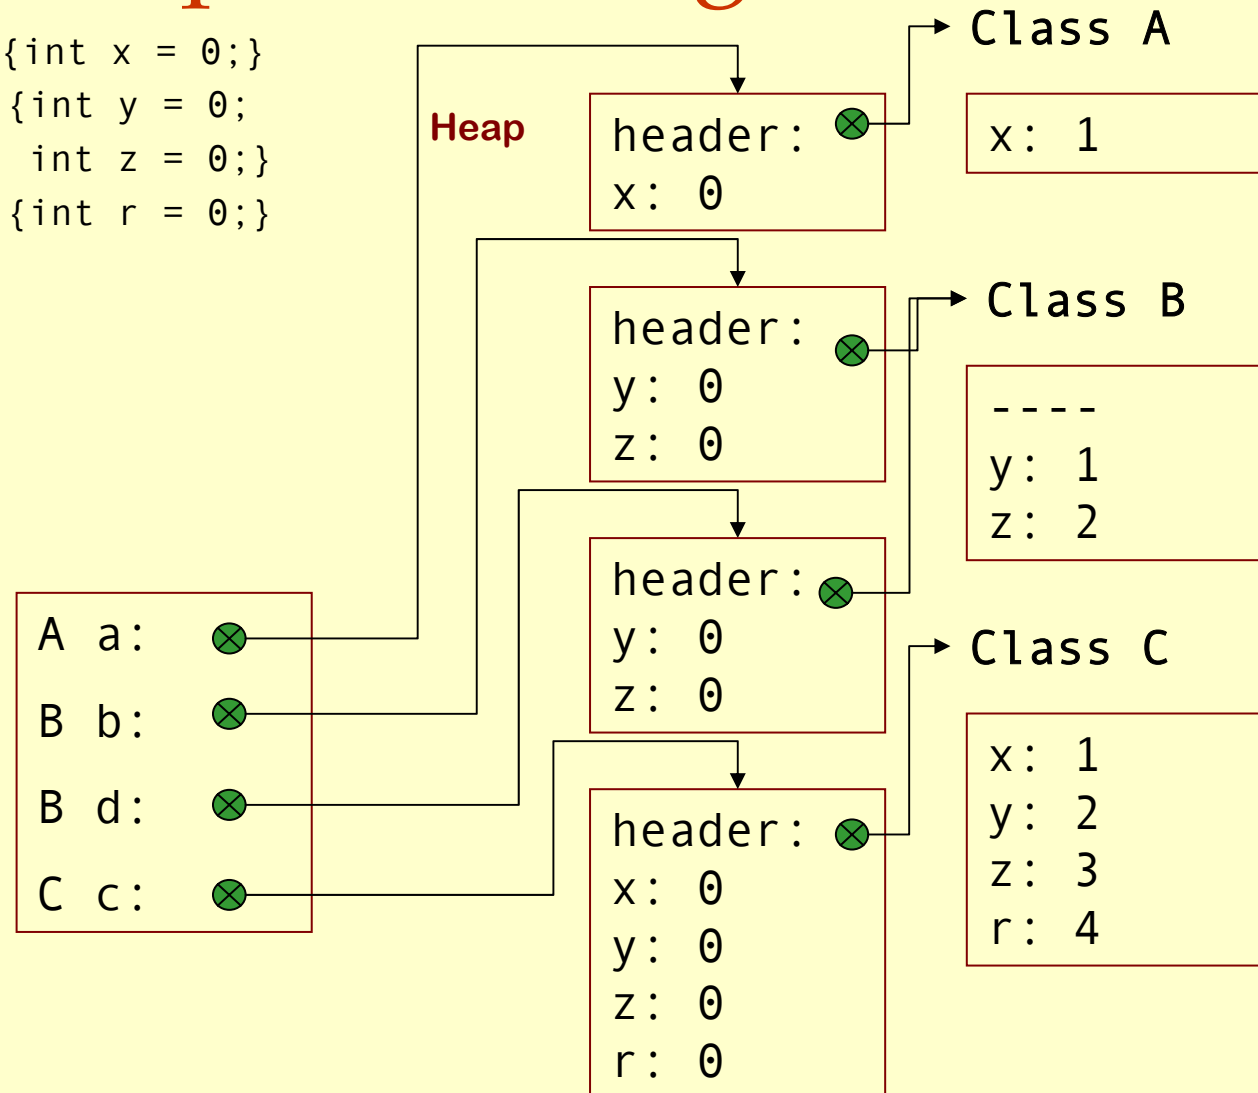 {int x = 0;}
{int y = 0;
int z = 0;}
{int r = 0;}
Heap
A a:
B b:
B d:
C c:
header:
x: 0
header:
y: 0
z: 0
header:
y: 0
z: 0
header:
x: 0
y: 0
z: 0
r: 0
Class A
x: 1
Class B
----
y: 1
z: 2
Class C
x: 1
y: 2
z: 3
r: 4